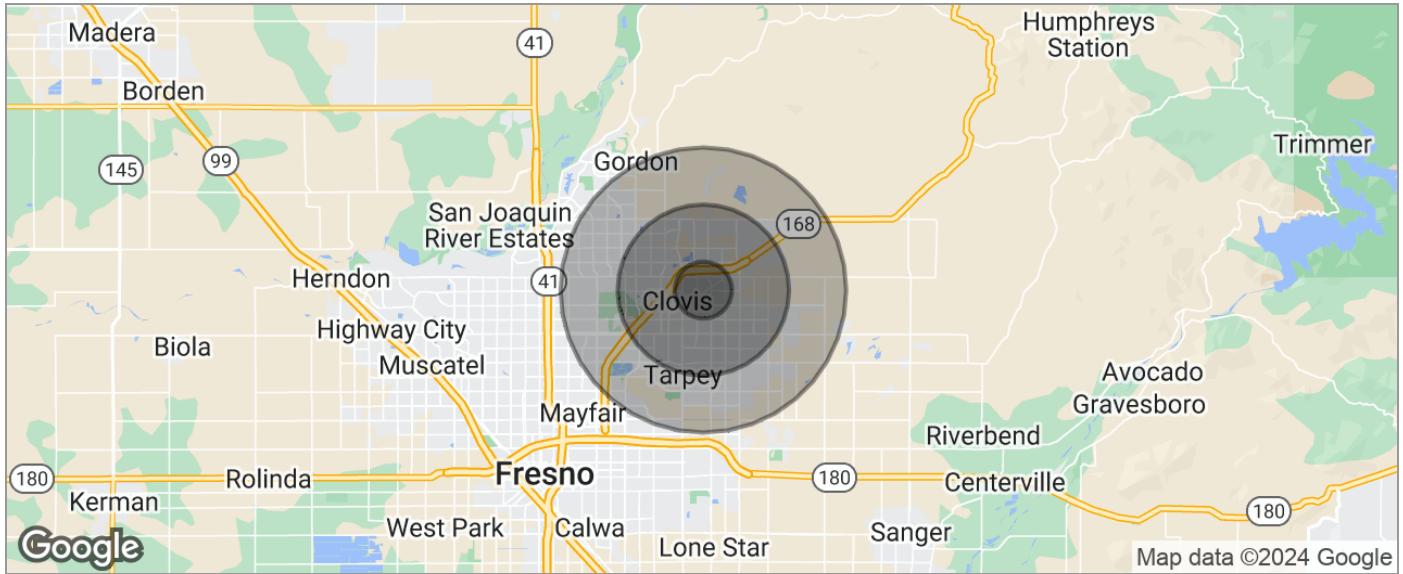 Madera
Humphreys
Station
41
Borden
99
145
Gordon
Trimmer
San Joaquin
River Estates
168
Herndon
41
Clovis
Highway City
Biola
Muscatel
Tarpey
Avocado
Gravesboro
Mayfair
Riverbend
180
Rolinda
Fresno
180
Centerville
Kerman
180
West Park
Calwa
Lone Star
Sanger
Google
Map data ©2024 Google